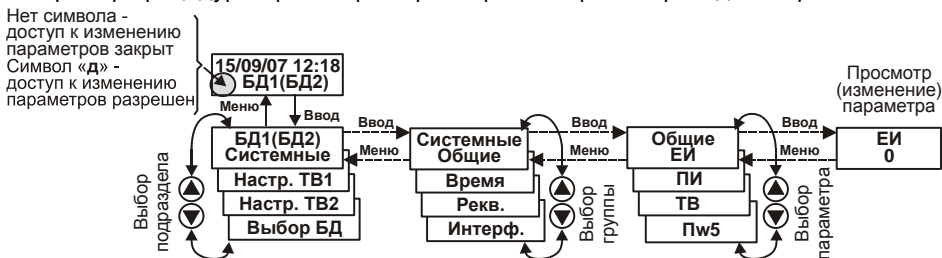 Нет символа -
доступ к изменению
параметров закрыт
Символ «д» -
доступ к изменению
параметров разрешен
15/09/07 12:18
БД1(БД2)
Меню
Ввод
БД1(БД2)
Системные
Настр. ТВ1
Настр. ТВ2
Выбор БД
Выбор
подраздела
Ввод
Меню
Системные
Общие
Время
Рекв.
Интерф.
Выбор
группы
Ввод
Меню
Общие
ЕИ
ПИ
ТВ
Пw5
Выбор
параметра
Ввод
Меню
Просмотр
(изменение)
параметра
ЕИ
0